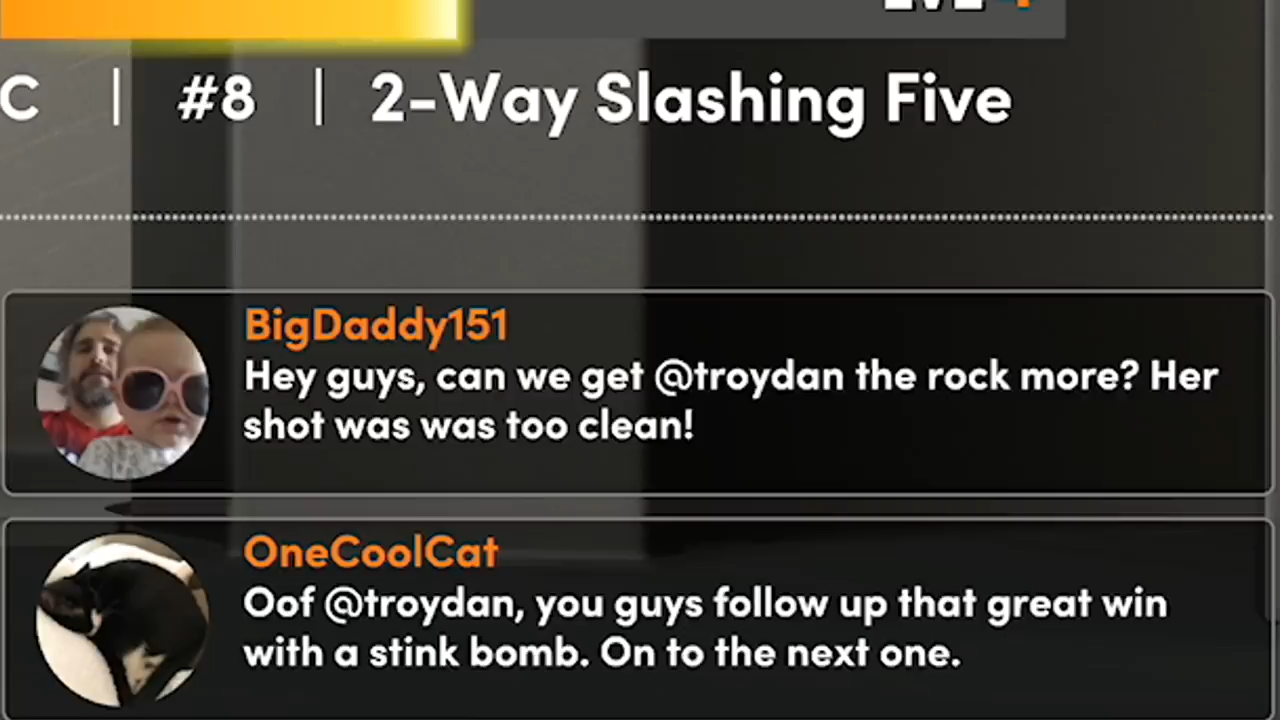 C | #8 | 2-Way Slashing Five
BigDaddy151
Hey guys, can we get @troydan the rock more? Her
shot was was too clean!
OneCoolCat
Oof @troydan, you guys follow up that great win
with a stink bomb. On to the next one.